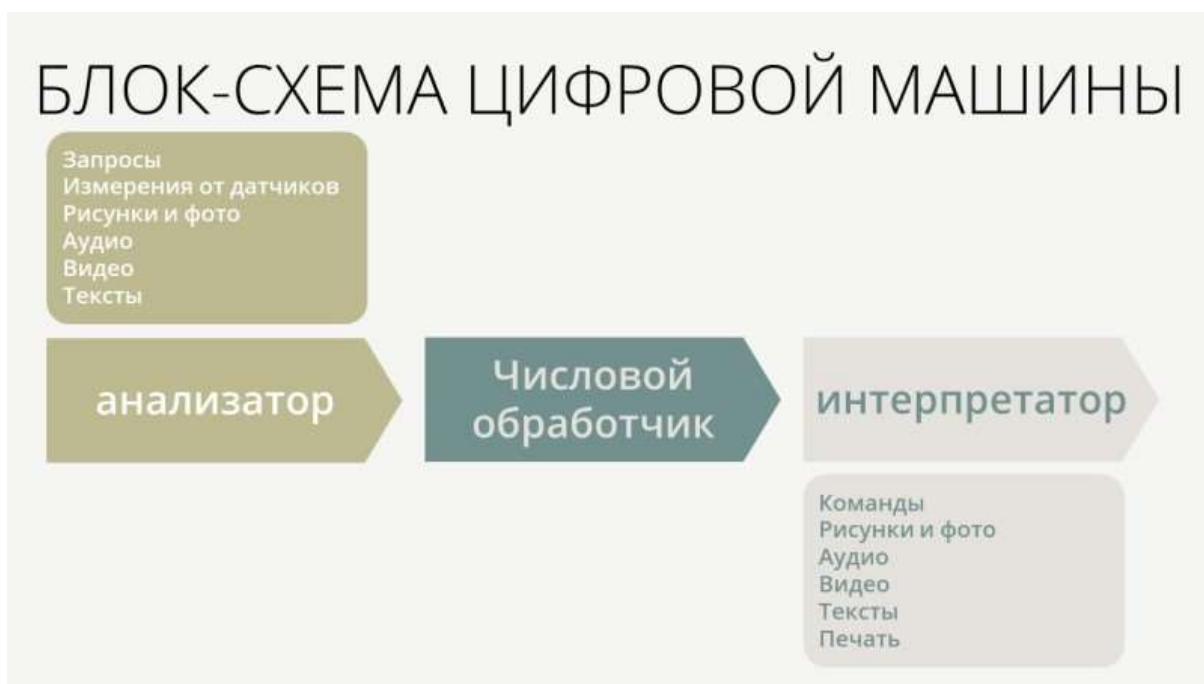 БЛОК-СХЕМА ЦИФРОВОЙ МАШИНЫ
Запросы
Измерения от датчиков
Рисунки и фото
Аудио
Видео
Тексты
анализатор
Числовой
обработчик
интерпретатор
Команды
Рисунки и фото
Аудио
Видео
Тексты
Печать